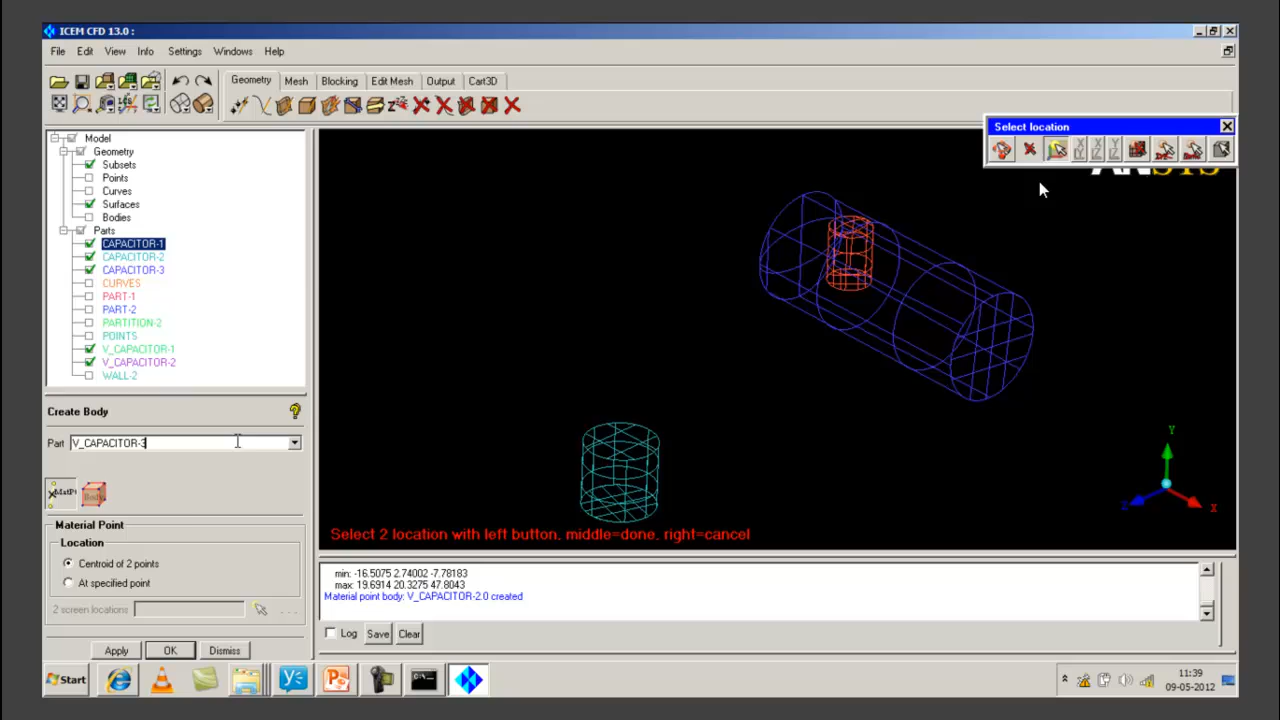 ICEM CFD 13.0 :
File Edit View Info Settings Windows Help
Geometry Mesh Blocking Edit Mesh Output Cart3D
Select location
Model
Geometry
Subsets
Points
Curves
Surfaces
Bodies
Parts
CAPACITOR-1
CAPACITOR-2
CAPACITOR-3
CURVES
PART-1
PART-2
PARTITION-2
POINTS
V_CAPACITOR-1
V_CAPACITOR-2
WALL-2
Create Body
Part V_CAPACITOR-3
Body
Material Point
Location
Centroid of 2 points
At specified point
2 screen locations
Apply OK Dismiss
Y
Z X
Select 2 location with left button, middle=done, right=cancel
min: -16.5075 2.74002 -7.78183
max: 19.6914 20.3275 47.8043
Material point body: V_CAPACITOR-2.0 created
Log Save Clear
Start
11:39
09-05-2012